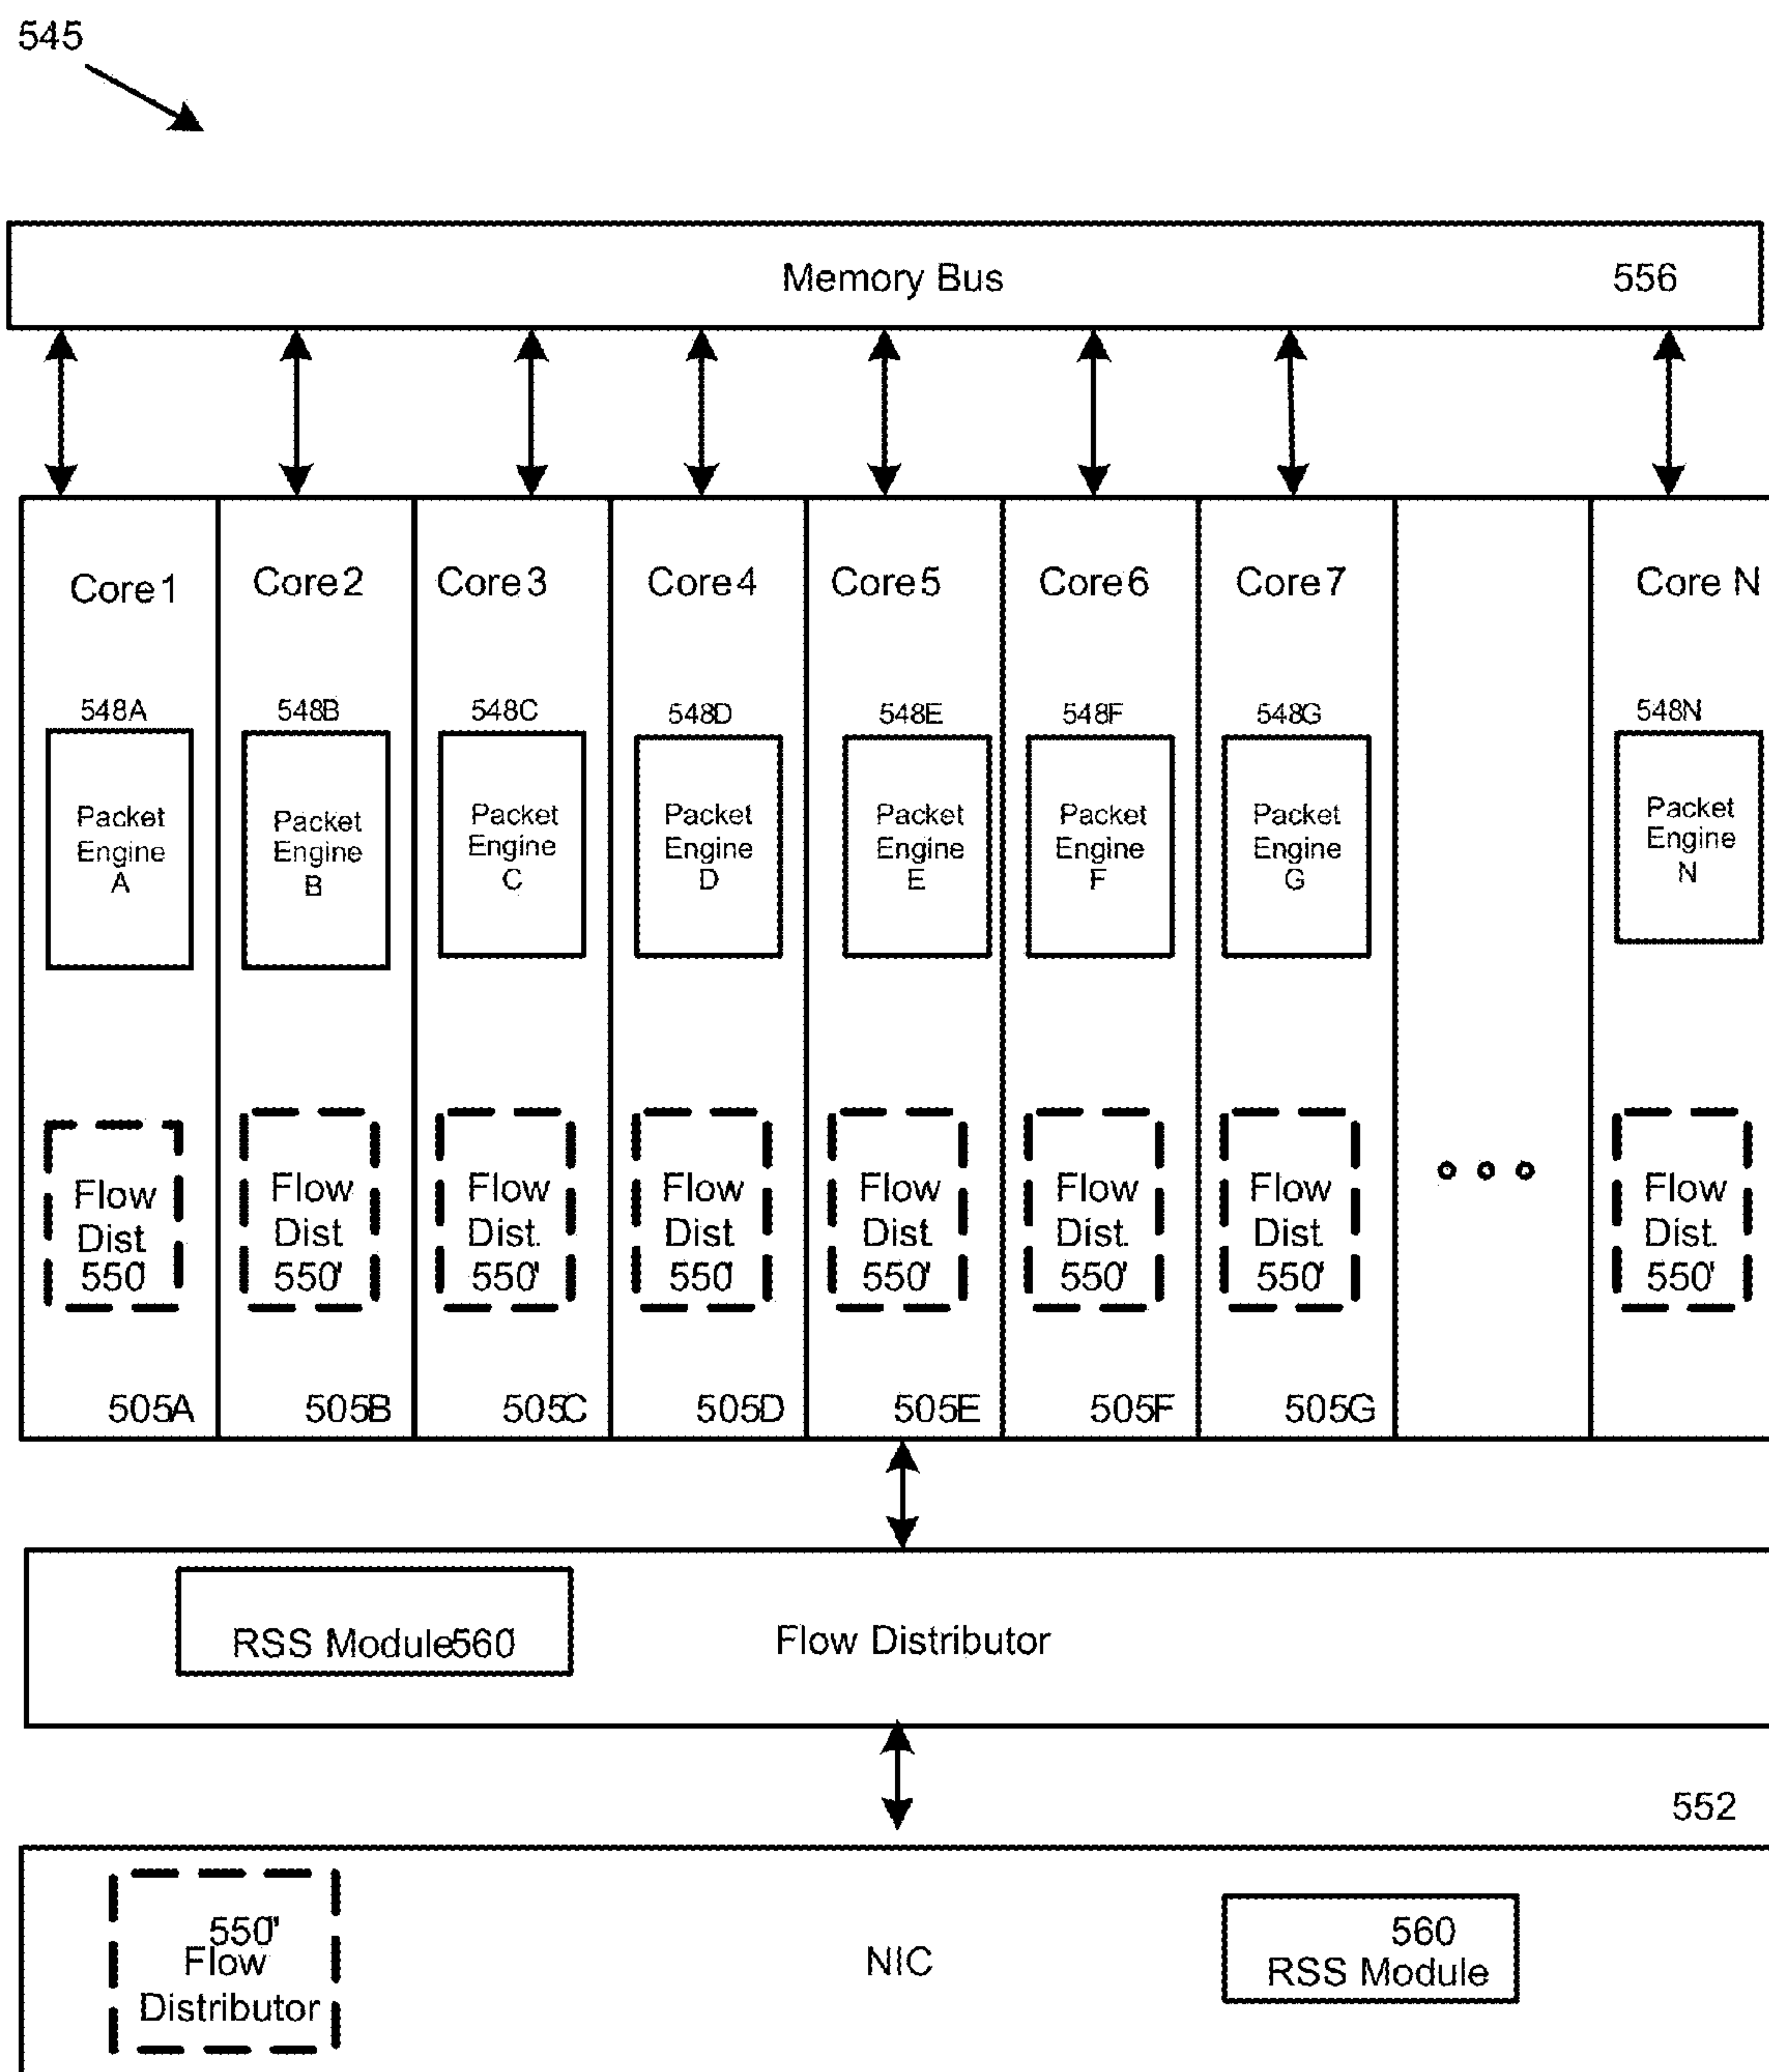 545
Memory Bus 556
Core 1 Core 2 Core 3 Core 4 Core 5 Core 6 Core 7 Core N
548A 548B 548C 548D 548E 548F 548G 548N
Packet Engine A
Packet Engine B
Packet Engine C
Packet Engine D
Packet Engine E
Packet Engine F
Packet Engine G
Packet Engine N
Flow Dist 550'
Flow Dist 550'
Flow Dist. 550'
Flow Dist 550'
Flow Dist 550'
Flow Dist. 550'
Flow Dist. 550'
Flow Dist. 550'
505A 505B 505C 505D 505E 505F 505G
RSS Module 560' Flow Distributor
552
550'
Flow
Distributor
NIC
560
RSS Module